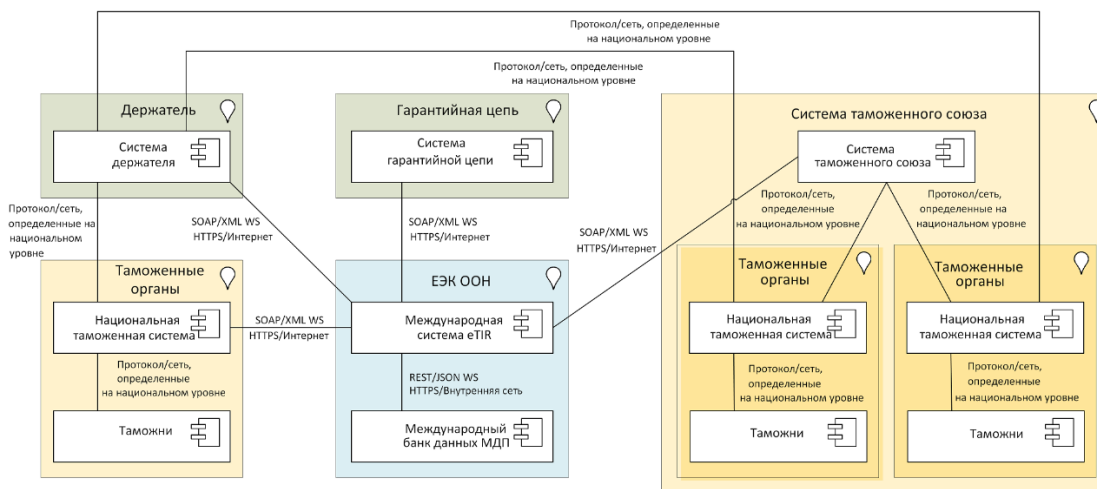 Протокол/сеть, определенные
на национальном уровне
Протокол/сеть, определенные
на национальном уровне
Держатель
Система
держателя
Гарантийная цепь
Система
гарантийной цепи
Система таможенного союза
Система
таможенного союза
Протокол/сеть,
определенные на
национальном
уровне
SOAP/XML WS
HTTPS/Интернет
SOAP/XML WS
HTTPS/Интернет
SOAP/XML WS
HTTPS/Интернет
Протокол/сеть,
определенные
на национальном уровне
Протокол/сеть,
определенные на
национальном уровне
Таможенные
органы
Национальная
таможенная система
SOAP/XML WS
HTTPS/Интернет
ЕЭК ООН
Международная
система eTIR
Таможенные
органы
Национальная
таможенная система
Таможенные
органы
Национальная
таможенная система
Протокол/сеть,
определенные
на национальном уровне
REST/JSON WS
HTTPS/Внутренняя сеть
Протокол/сеть,
определенные
на национальном уровне
Протокол/сеть,
определенные
на национальном уровне
Таможни
Международный
банк данных МДП
Таможни
Таможни